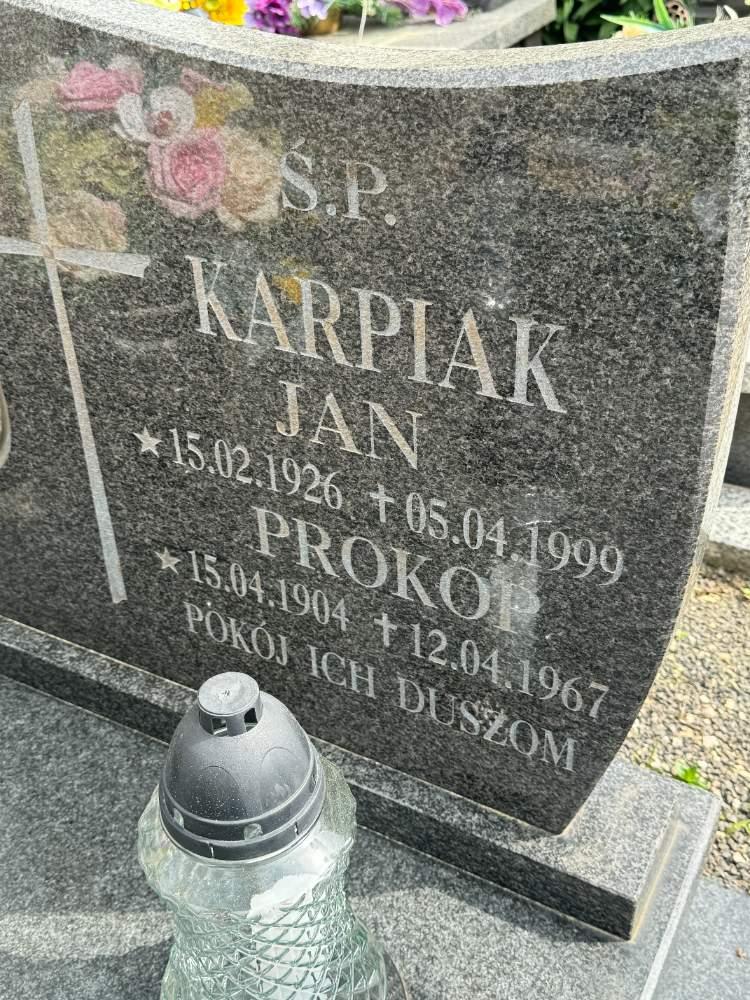 Ś.P.
KARPIAK
JAN
★15.02.1926 ✝05.04.1999
PROKOP
★15.04.1904 ✝12.04.1967
POKÓJ ICH DUSZOM